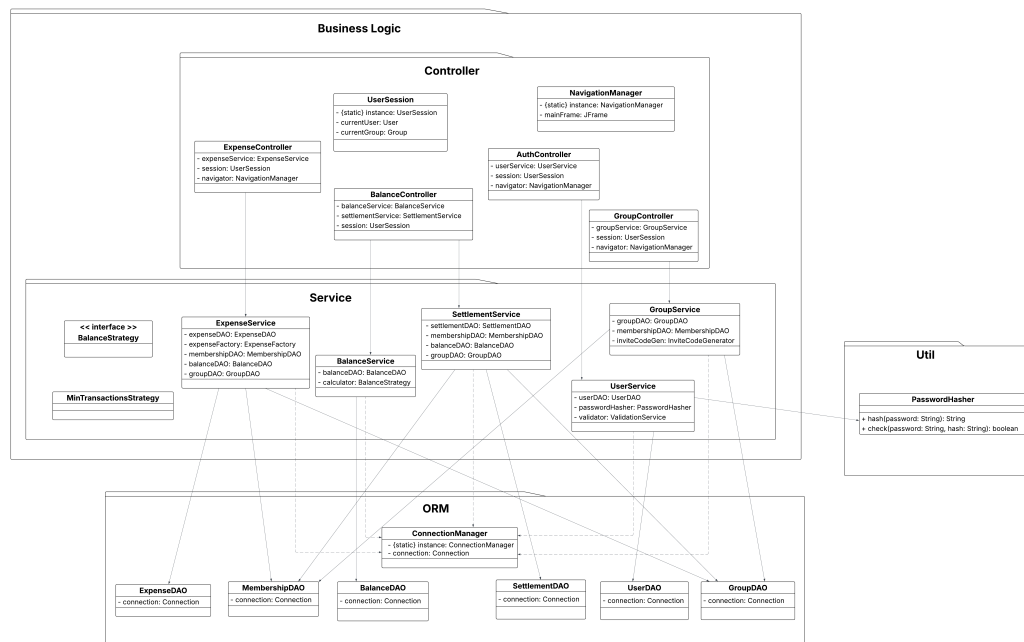 Business Logic
Controller
UserSession
- {static} instance: UserSession
- currentUser: User
- currentGroup: Group
NavigationManager
- {static} instance: NavigationManager
- mainFrame: JFrame
ExpenseController
- expenseService: ExpenseService
- session: UserSession
- navigator: NavigationManager
AuthController
- userService: UserService
- session: UserSession
- navigator: NavigationManager
BalanceController
- balanceService: BalanceService
- settlementService: SettlementService
- session: UserSession
GroupController
- groupService: GroupService
- session: UserSession
- navigator: NavigationManager
Service
<< interface >>
BalanceStrategy
MinTransactionsStrategy
ExpenseService
- expenseDAO: ExpenseDAO
- expenseFactory: ExpenseFactory
- membershipDAO: MembershipDAO
- balanceDAO: BalanceDAO
- groupDAO: GroupDAO
BalanceService
- balanceDAO: BalanceDAO
- calculator: BalanceStrategy
SettlementService
- settlementDAO: SettlementDAO
- membershipDAO: MembershipDAO
- balanceDAO: BalanceDAO
- groupDAO: GroupDAO
GroupService
- groupDAO: GroupDAO
- membershipDAO: MembershipDAO
- inviteCodeGen: InviteCodeGenerator
UserService
- userDAO: UserDAO
- passwordHasher: PasswordHasher
- validator: ValidationService
Util
PasswordHasher
+ hash(password: String): String
+ check(password: String, hash: String): boolean
ORM
ConnectionManager
- {static} instance: ConnectionManager
- connection: Connection
ExpenseDAO
- connection: Connection
MembershipDAO
- connection: Connection
BalanceDAO
- connection: Connection
SettlementDAO
- connection: Connection
UserDAO
- connection: Connection
GroupDAO
- connection: Connection